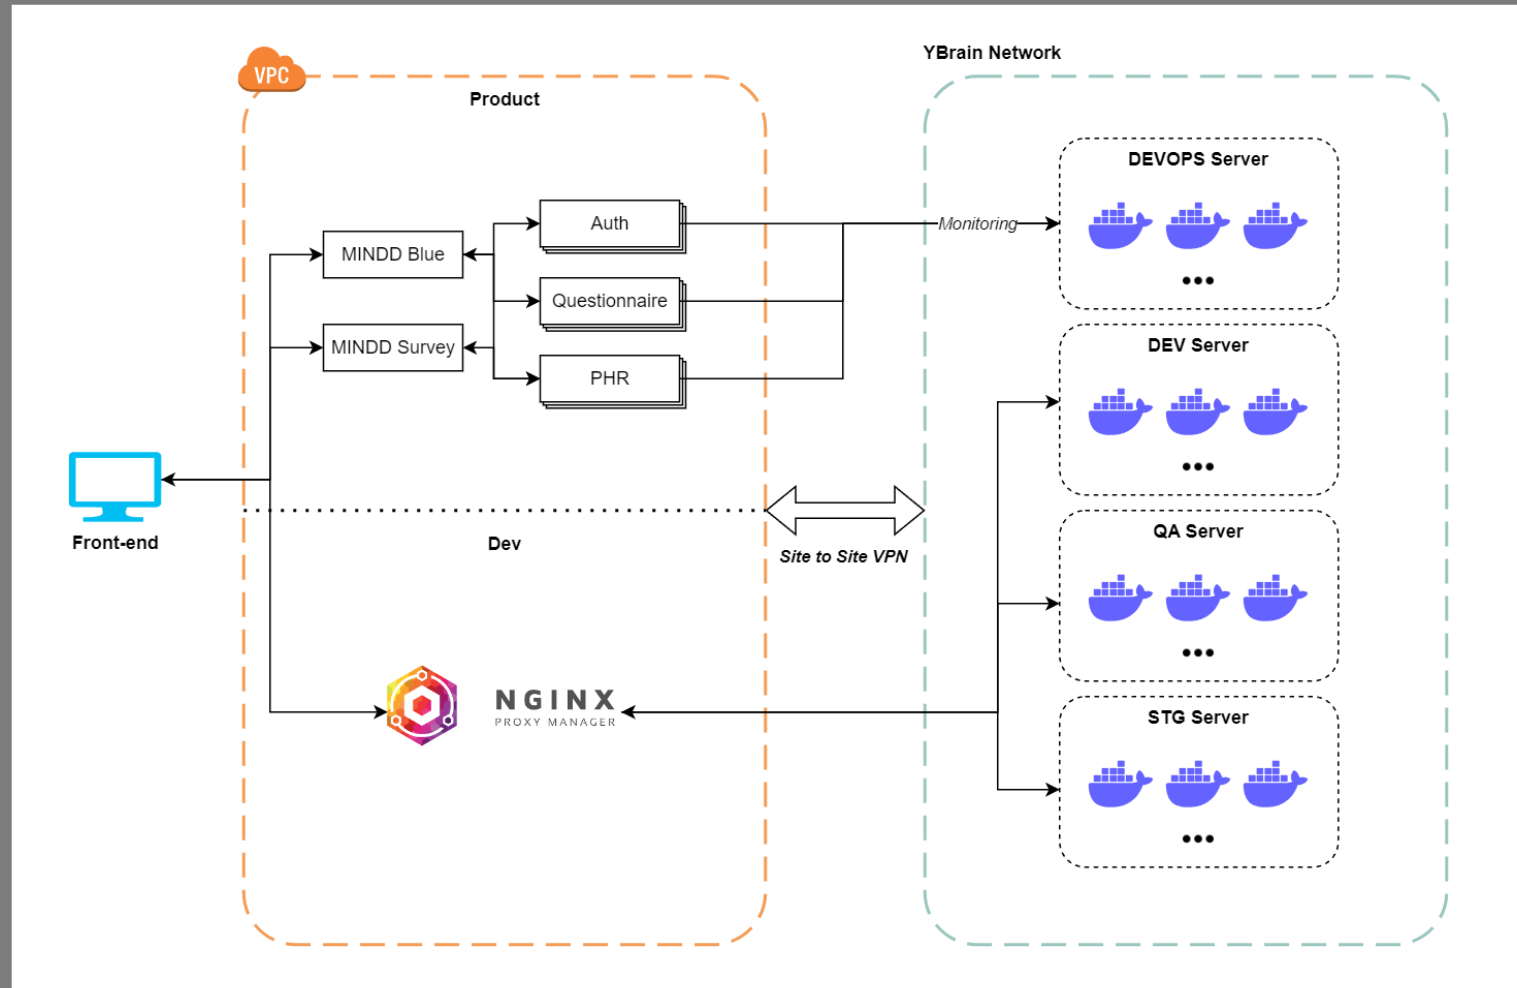 YBrain Network
VPC
Product
DEVOPS Server
Auth
Monitoring
MINDD Blue
Questionnaire
MINDD Survey
DEV Server
PHR
Front-end
Dev
Site to Site VPN
QA Server
NGINX
PROXY MANAGER
STG Server